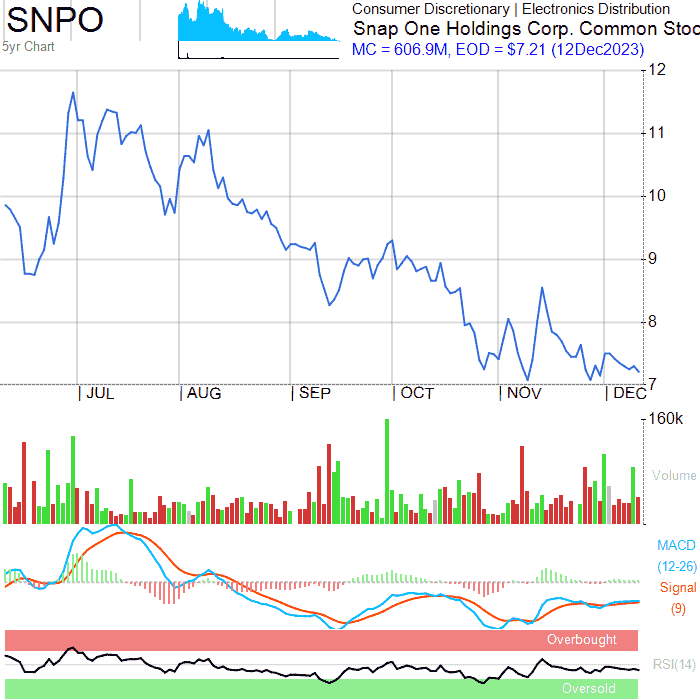 SNPO
5yr Chart
Consumer Discretionary | Electronics Distribution
Snap One Holdings Corp. Common Stoc
MC = 606.9M, EOD = $7.21 (12Dec2023)
12
11
10
9
8
7
| JUL | AUG | SEP | OCT | NOV | DEC
160k
Volume
MACD
(12-26)
Signal
(9)
Overbought
RSI(14)
Oversold